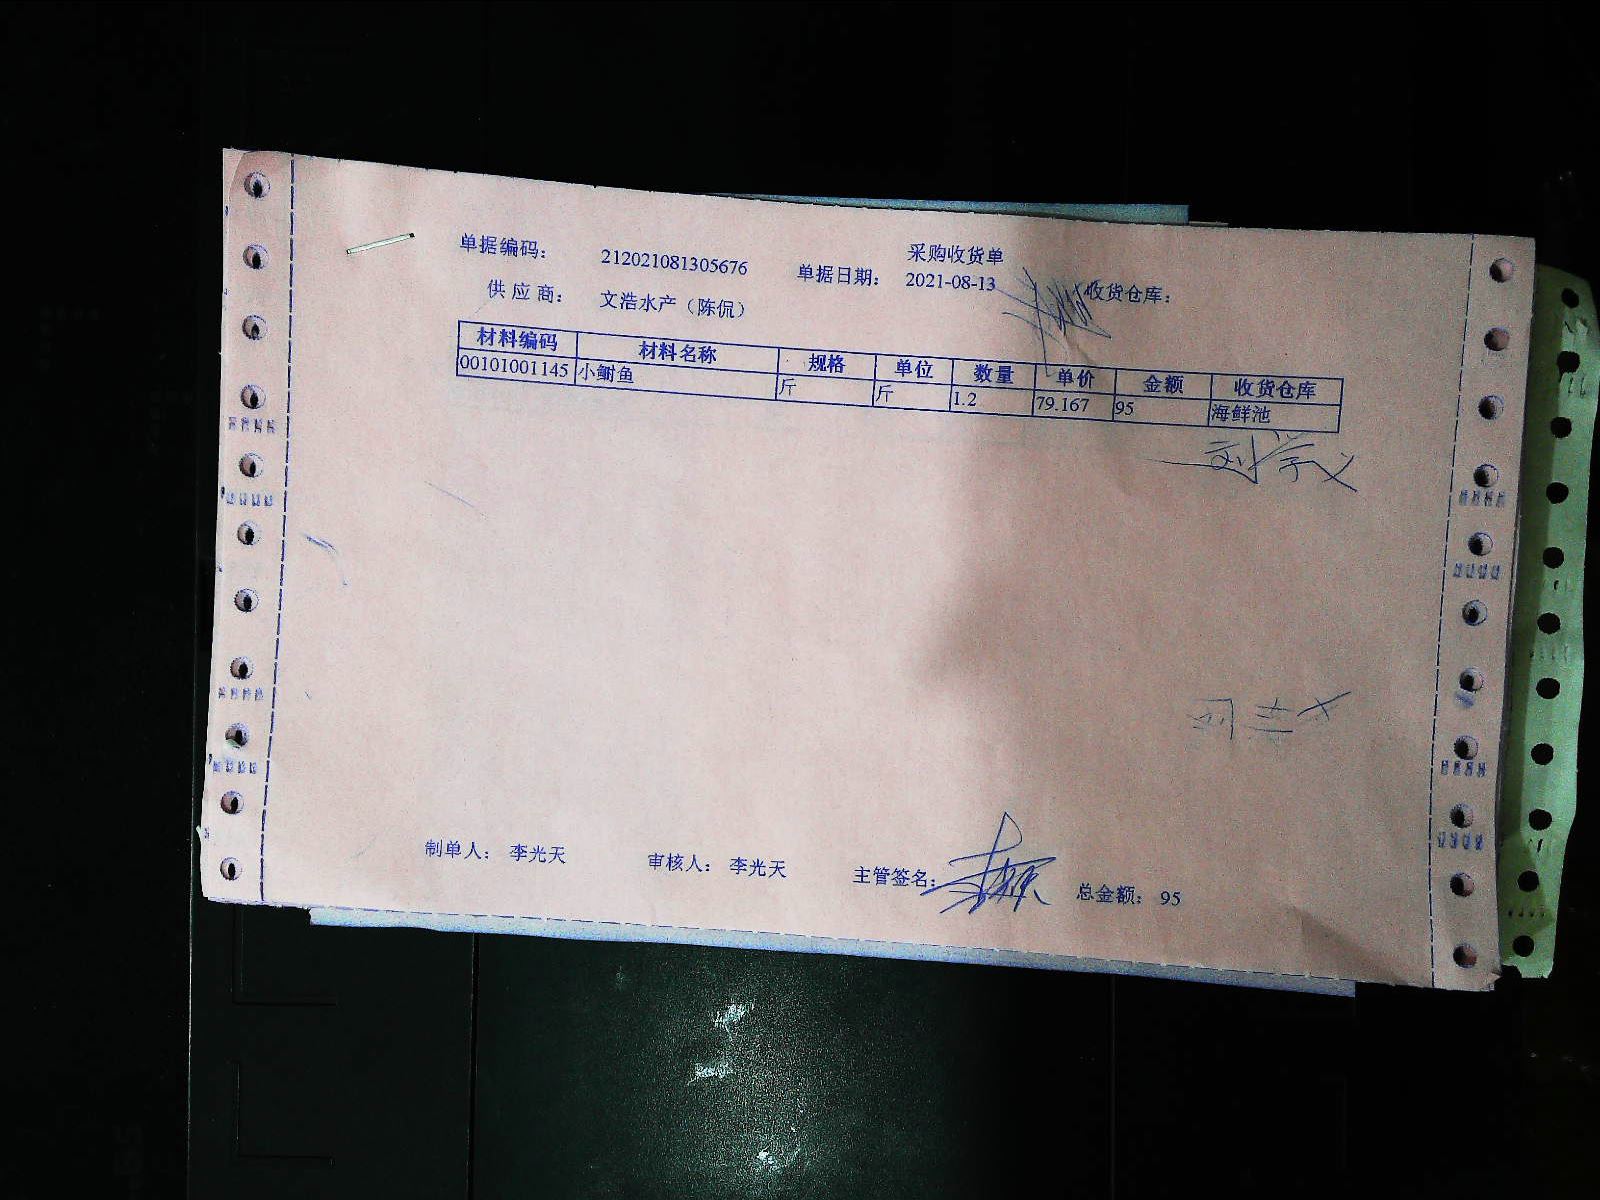 采购收货单
单据编码： 212021081305676 单据日期： 2021-08-13 收货仓库：
供 应 商： 文浩水产（陈侃）
材料编码 材料名称 规格 单位 数量 单价 金额 收货仓库
00101001145 小鲥鱼 斤 斤 1.2 79.167 95 海鲜池
制单人： 李光天 审核人： 李光天 主管签名： 总金额： 95